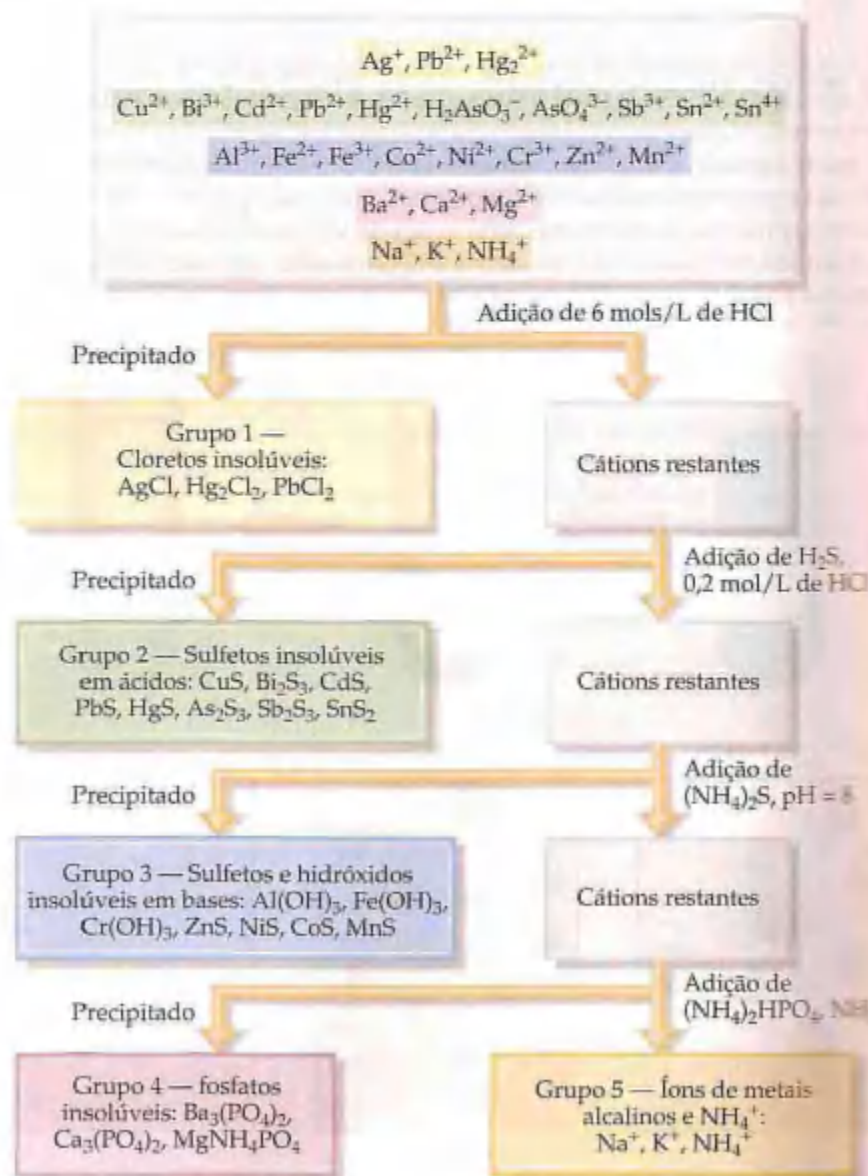 Ag⁺, Pb²⁺, Hg₂²⁺
Cu²⁺, Bi³⁺, Cd²⁺, Pb²⁺, Hg²⁺, H₂AsO₃⁻, AsO₄³⁻, Sb³⁺, Sn²⁺, Sn⁴⁺
Al³⁺, Fe²⁺, Fe³⁺, Co²⁺, Ni²⁺, Cr³⁺, Zn²⁺, Mn²⁺
Ba²⁺, Ca²⁺, Mg²⁺
Na⁺, K⁺, NH₄⁺
Adição de 6 mols/L de HCl
Precipitado
Grupo 1 —
Cloretos insolúveis:
AgCl, Hg₂Cl₂, PbCl₂
Cátions restantes
Adição de H₂S,
0,2 mol/L de HCl
Precipitado
Grupo 2 — Sulfetos insolúveis
em ácidos: CuS, Bi₂S₃, CdS,
PbS, HgS, As₂S₃, Sb₂S₃, SnS₂
Cátions restantes
Adição de
(NH₄)₂S, pH = 8
Precipitado
Grupo 3 — Sulfetos e hidróxidos
insolúveis em bases: Al(OH)₃, Fe(OH)₃,
Cr(OH)₃, ZnS, NiS, CoS, MnS
Cátions restantes
Adição de
(NH₄)₂HPO₄, NH
Precipitado
Grupo 4 — fosfatos
insolúveis: Ba₃(PO₄)₂,
Ca₃(PO₄)₂, MgNH₄PO₄
Grupo 5 — Íons de metais
alcalinos e NH₄⁺:
Na⁺, K⁺, NH₄⁺